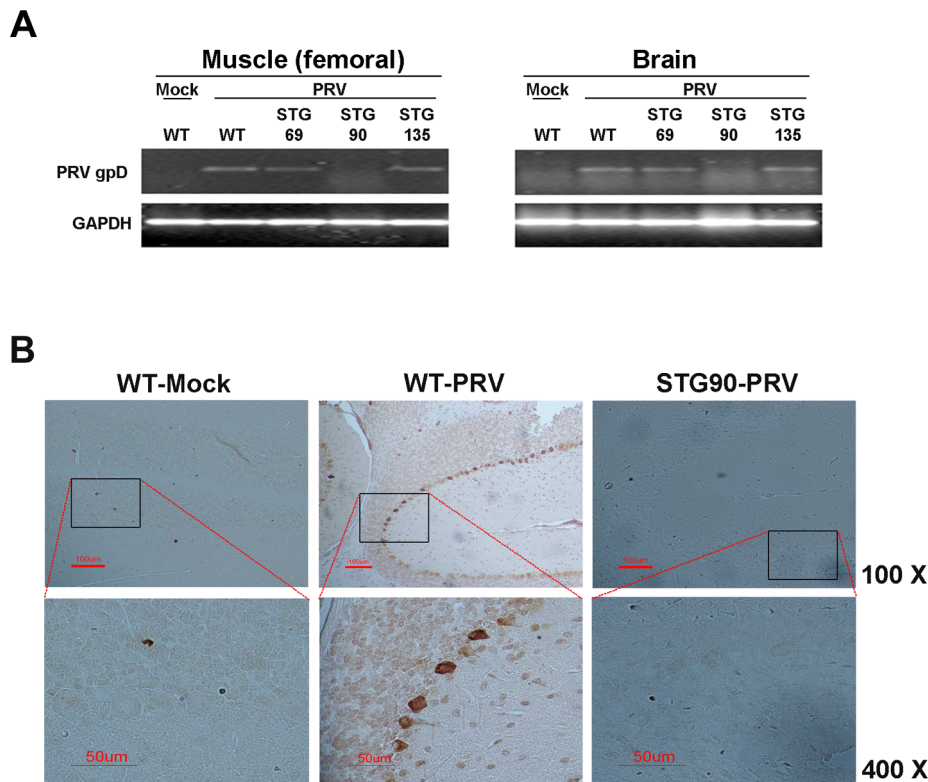 A
Muscle (femoral) Brain
Mock PRV Mock PRV
STG STG STG STG STG STG
WT WT 69 90 135 WT WT 69 90 135
PRV gpD
GAPDH
B
WT-Mock WT-PRV STG90-PRV
100um 100um 100um
100 X
50um 50um 50um
400 X